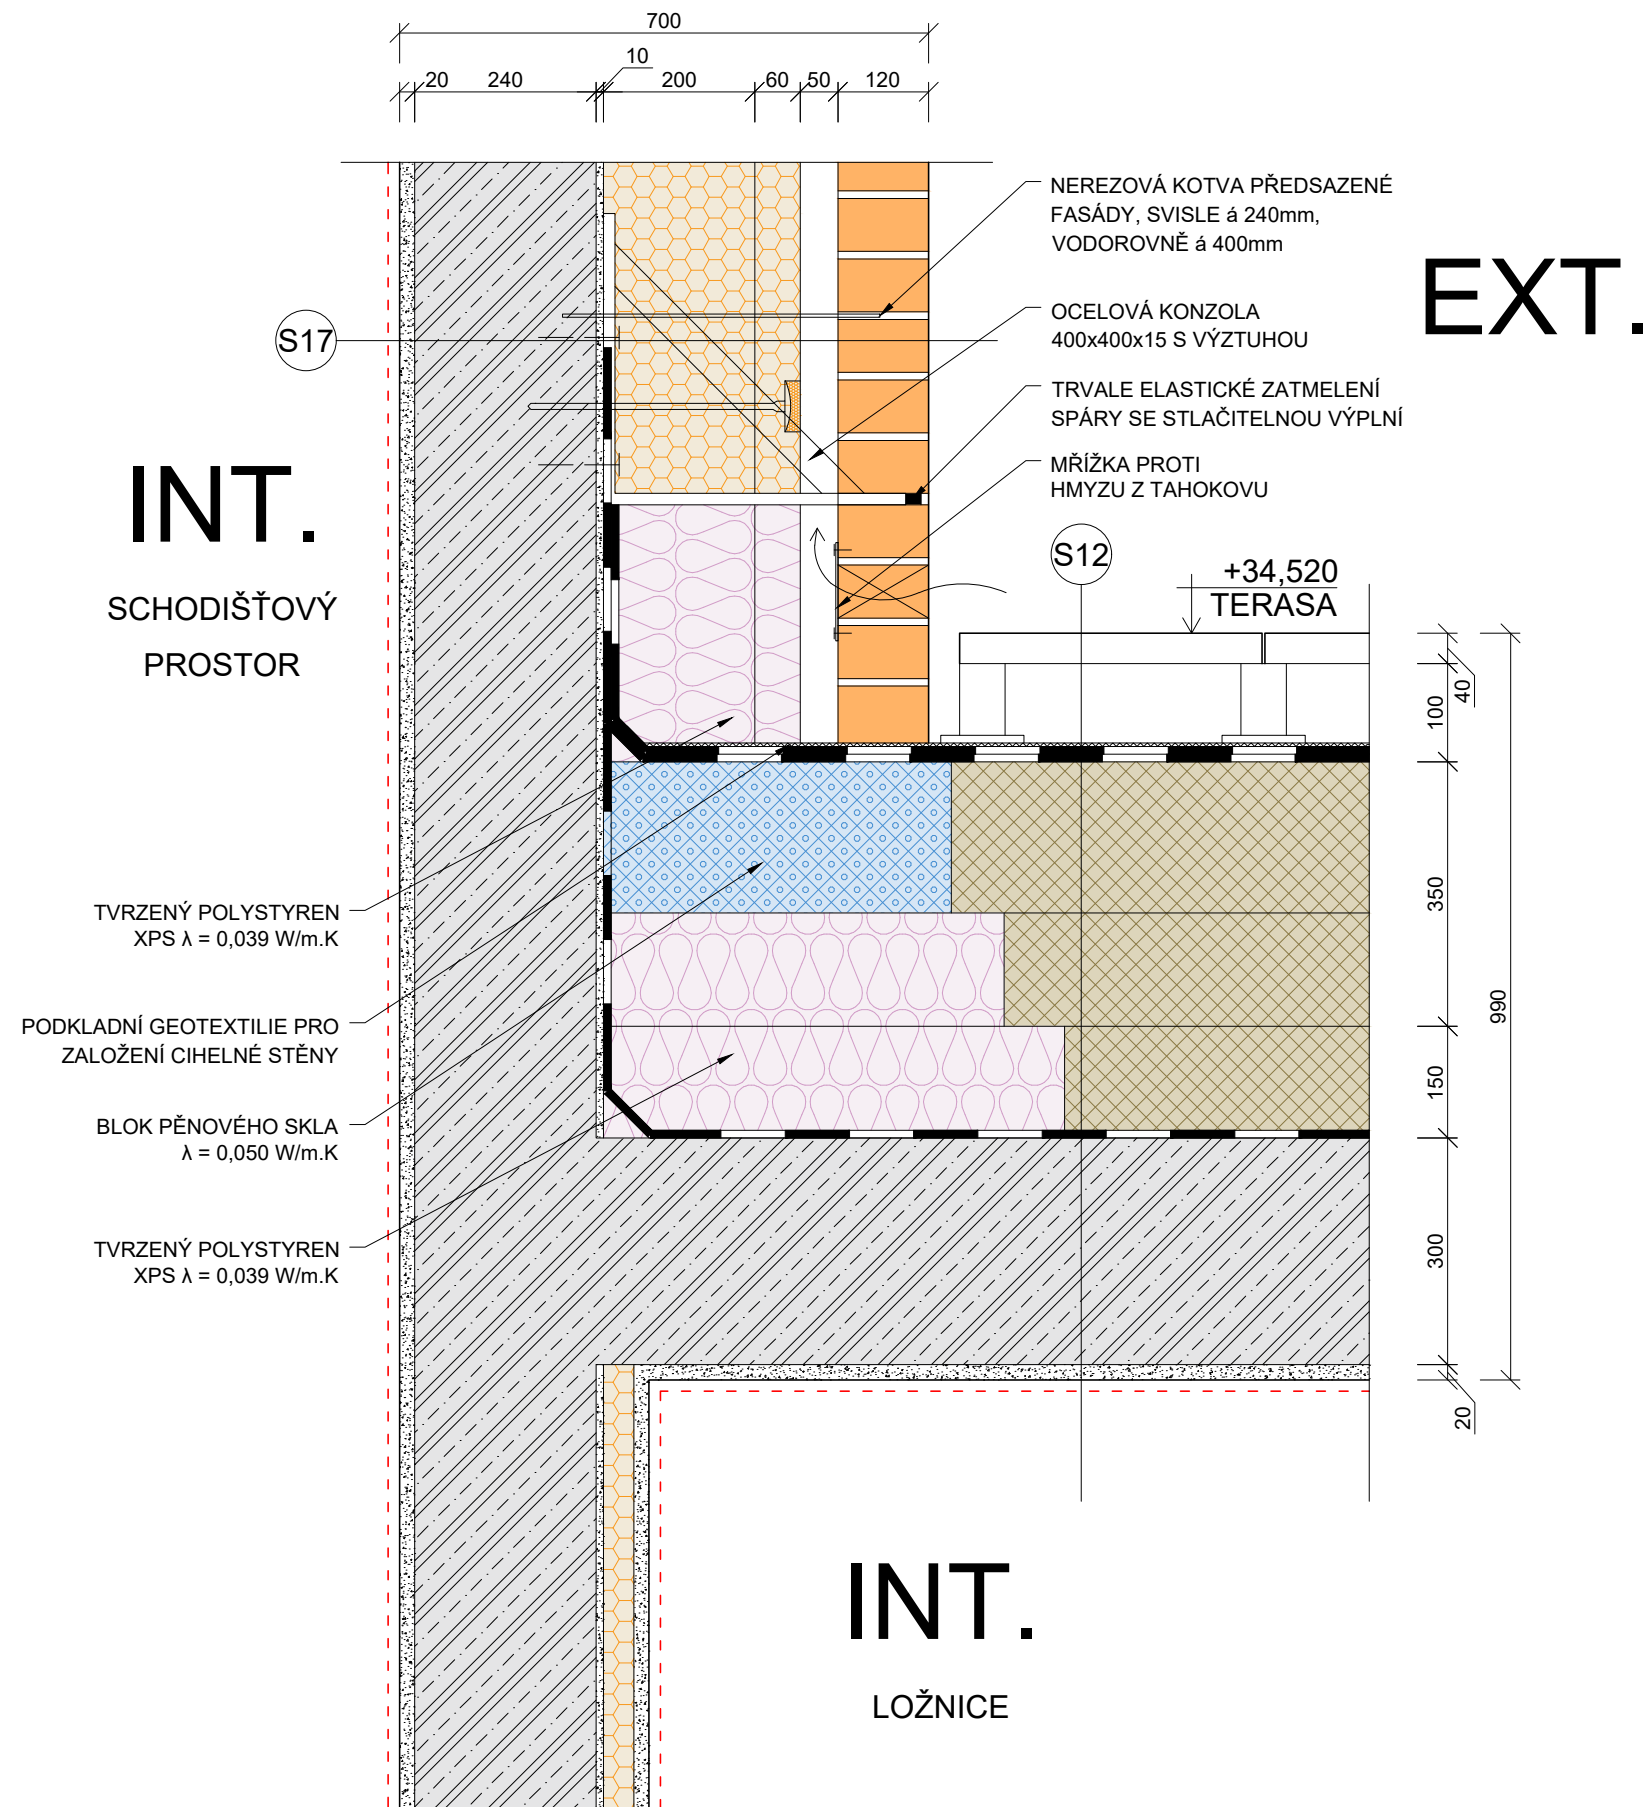 700
10
20 240 200 60 50 120
NEREZOVÁ KOTVA PŘEDSAZENÉ
FASÁDY, SVISLE á 240mm,
VODOROVNĚ á 400mm
EXT.
S17
OCELOVÁ KONZOLA
400x400x15 S VÝZTUHOU
TRVALE ELASTICKÉ ZATMELENÍ
SPÁRY SE STLAČITELNOU VÝPLNÍ
MŘÍŽKA PROTI
HMYZU Z TAHOKOVU
INT.
SCHODIŠŤOVÝ
PROSTOR
S12
+34,520
TERASA
40
100
350
990
150
300
20
TVRZENÝ POLYSTYREN
XPS λ = 0,039 W/m.K
PODKLADNÍ GEOTEXTILIE PRO
ZALOŽENÍ CIHELNÉ STĚNY
BLOK PĚNOVÉHO SKLA
λ = 0,050 W/m.K
TVRZENÝ POLYSTYREN
XPS λ = 0,039 W/m.K
INT.
LOŽNICE